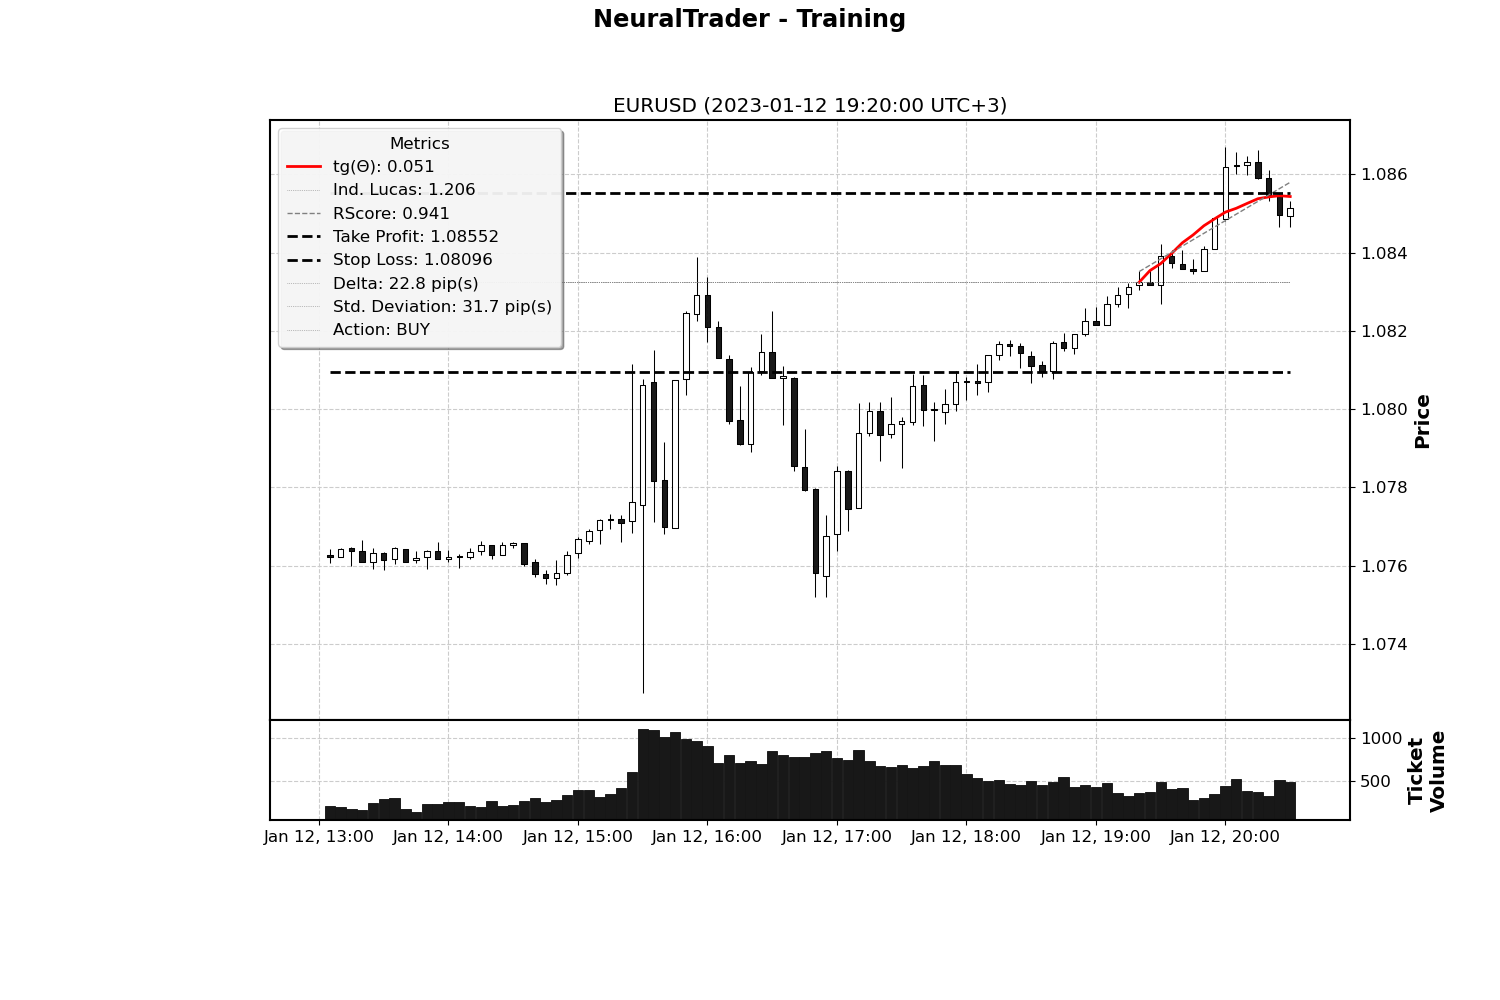 NeuralTrader - Training
EURUSD (2023-01-12 19:20:00 UTC+3)
Metrics
tg(Θ): 0.051
Ind. Lucas: 1.206
RScore: 0.941
Take Profit: 1.08552
Stop Loss: 1.08096
Delta: 22.8 pip(s)
Std. Deviation: 31.7 pip(s)
Action: BUY
1.086
1.084
1.082
1.080
1.078
1.076
1.074
Price
1000
500
Ticket
Volume
Jan 12, 13:00 Jan 12, 14:00 Jan 12, 15:00 Jan 12, 16:00 Jan 12, 17:00 Jan 12, 18:00 Jan 12, 19:00 Jan 12, 20:00